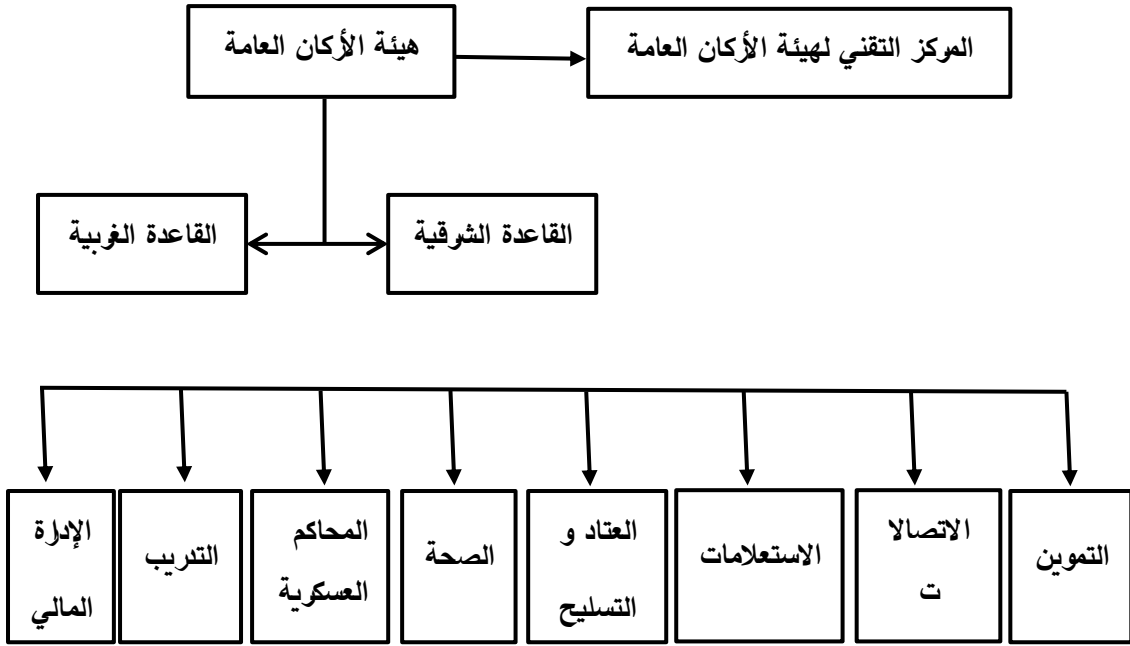 هيئة الأركان العامة
المركز التقني لهيئة الأركان العامة
القاعدة الشرقية
القاعدة الغربية
التموين
الاتصالا
ت
الاستعلامات
العتاد و
التسليح
الصحة
المحاكم
العسكرية
التدريب
الإدارة
المالي